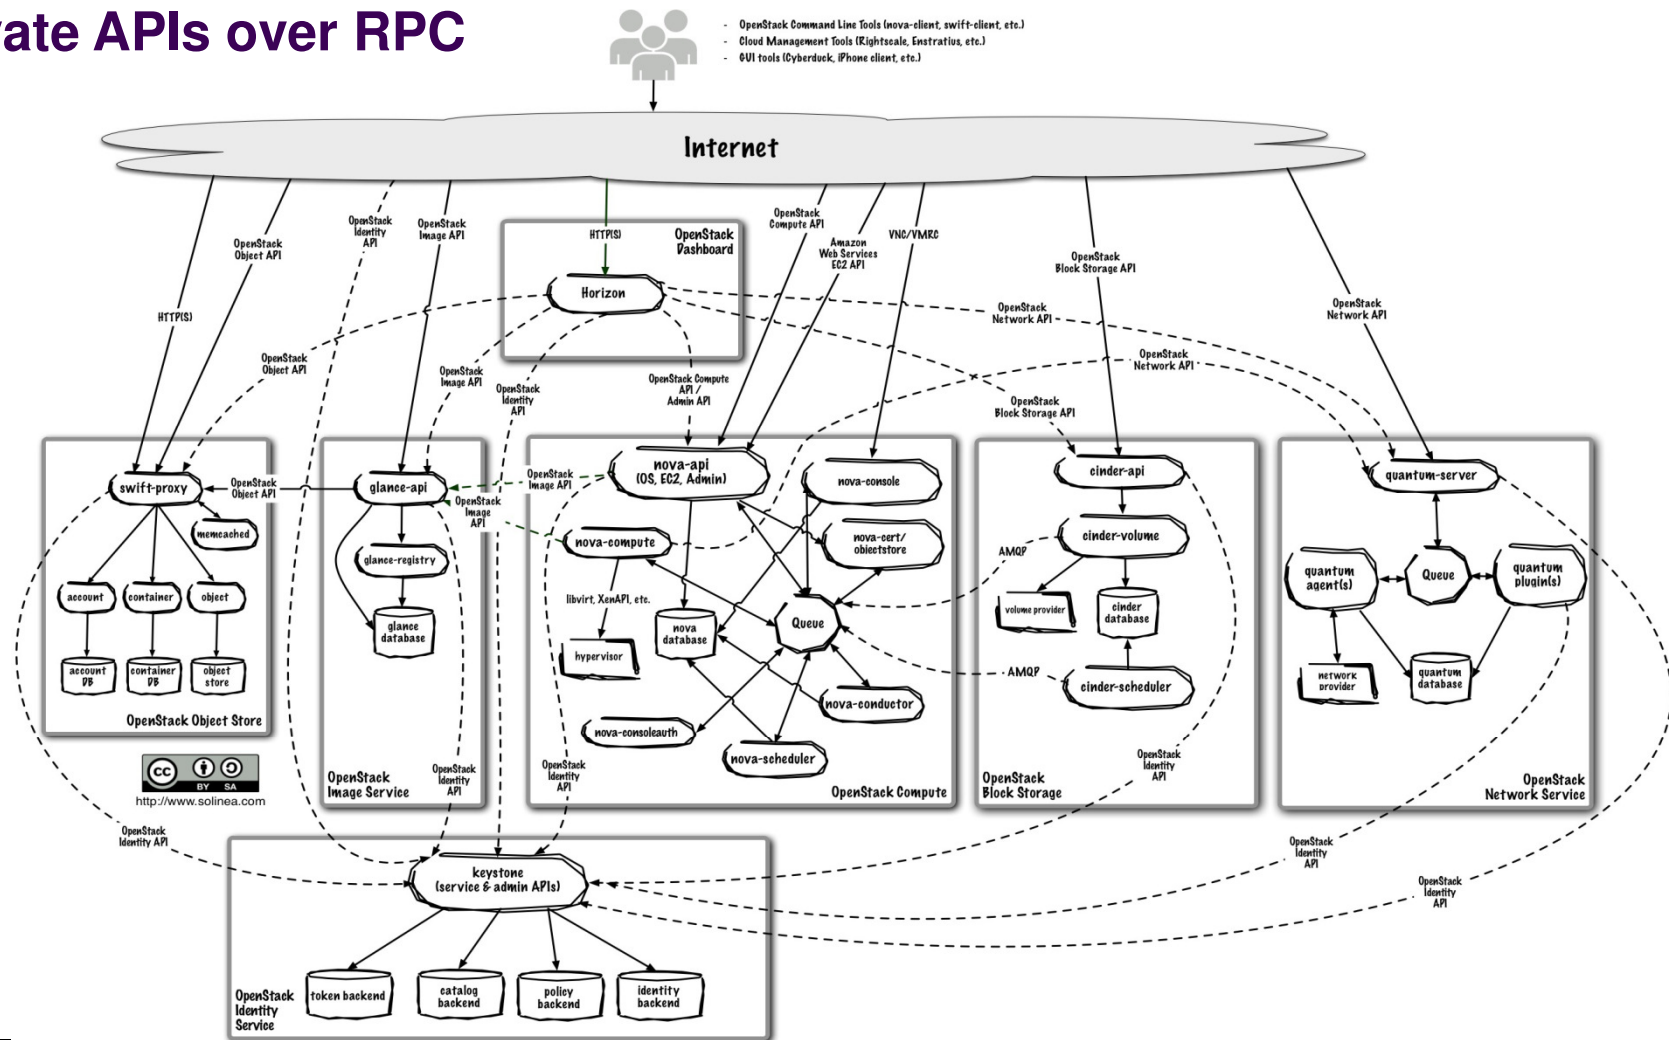 vate APIs over RPC
- OpenStack Command Line Tools (nova-client, swift-client, etc.)
- Cloud Management Tools (Rightscale, Enstratius, etc.)
- GUI tools (Cyberduck, iPhone client, etc.)
Internet
OpenStack
Identity
API
OpenStack
Image API
OpenStack
Object API
HTTP(S)
HTTP(S)
OpenStack
Dashboard
Horizon
OpenStack
Compute API
Amazon
Web Services
EC2 API
VNC/VMRC
OpenStack
Block Storage API
OpenStack
Network API
OpenStack
Network API
OpenStack
Network API
OpenStack
Object API
OpenStack
Image API
OpenStack
Identity
API
OpenStack Compute
API /
Admin API
OpenStack
Block Storage API
swift-proxy
OpenStack
Object API
memcached
account
container
object
account
DB
container
DB
object
store
OpenStack Object Store
glance-api
OpenStack
Image API
OpenStack
Image
API
glance-registry
glance
database
OpenStack
Identity
API
OpenStack
Image Service
nova-api
(OS, EC2, Admin)
nova-console
nova-compute
nova-cert/
objectstore
libvirt, XenAPI, etc.
hypervisor
nova
database
Queue
nova-conductor
nova-consoleauth
nova-scheduler
OpenStack
Identity
API
OpenStack Compute
cinder-api
cinder-volume
AMQP
volume provider
cinder
database
AMQP
cinder-scheduler
OpenStack
Identity
API
OpenStack
Block Storage
quantum-server
quantum
agent(s)
Queue
quantum
plugin(s)
network
provider
quantum
database
OpenStack
Network Service
cc
BY SA
http://www.solinea.com
OpenStack
Identity API
OpenStack
Identity
API
OpenStack
Identity
API
keystone
(service & admin APIs)
token backend
catalog
backend
policy
backend
identity
backend
OpenStack
Identity
Service